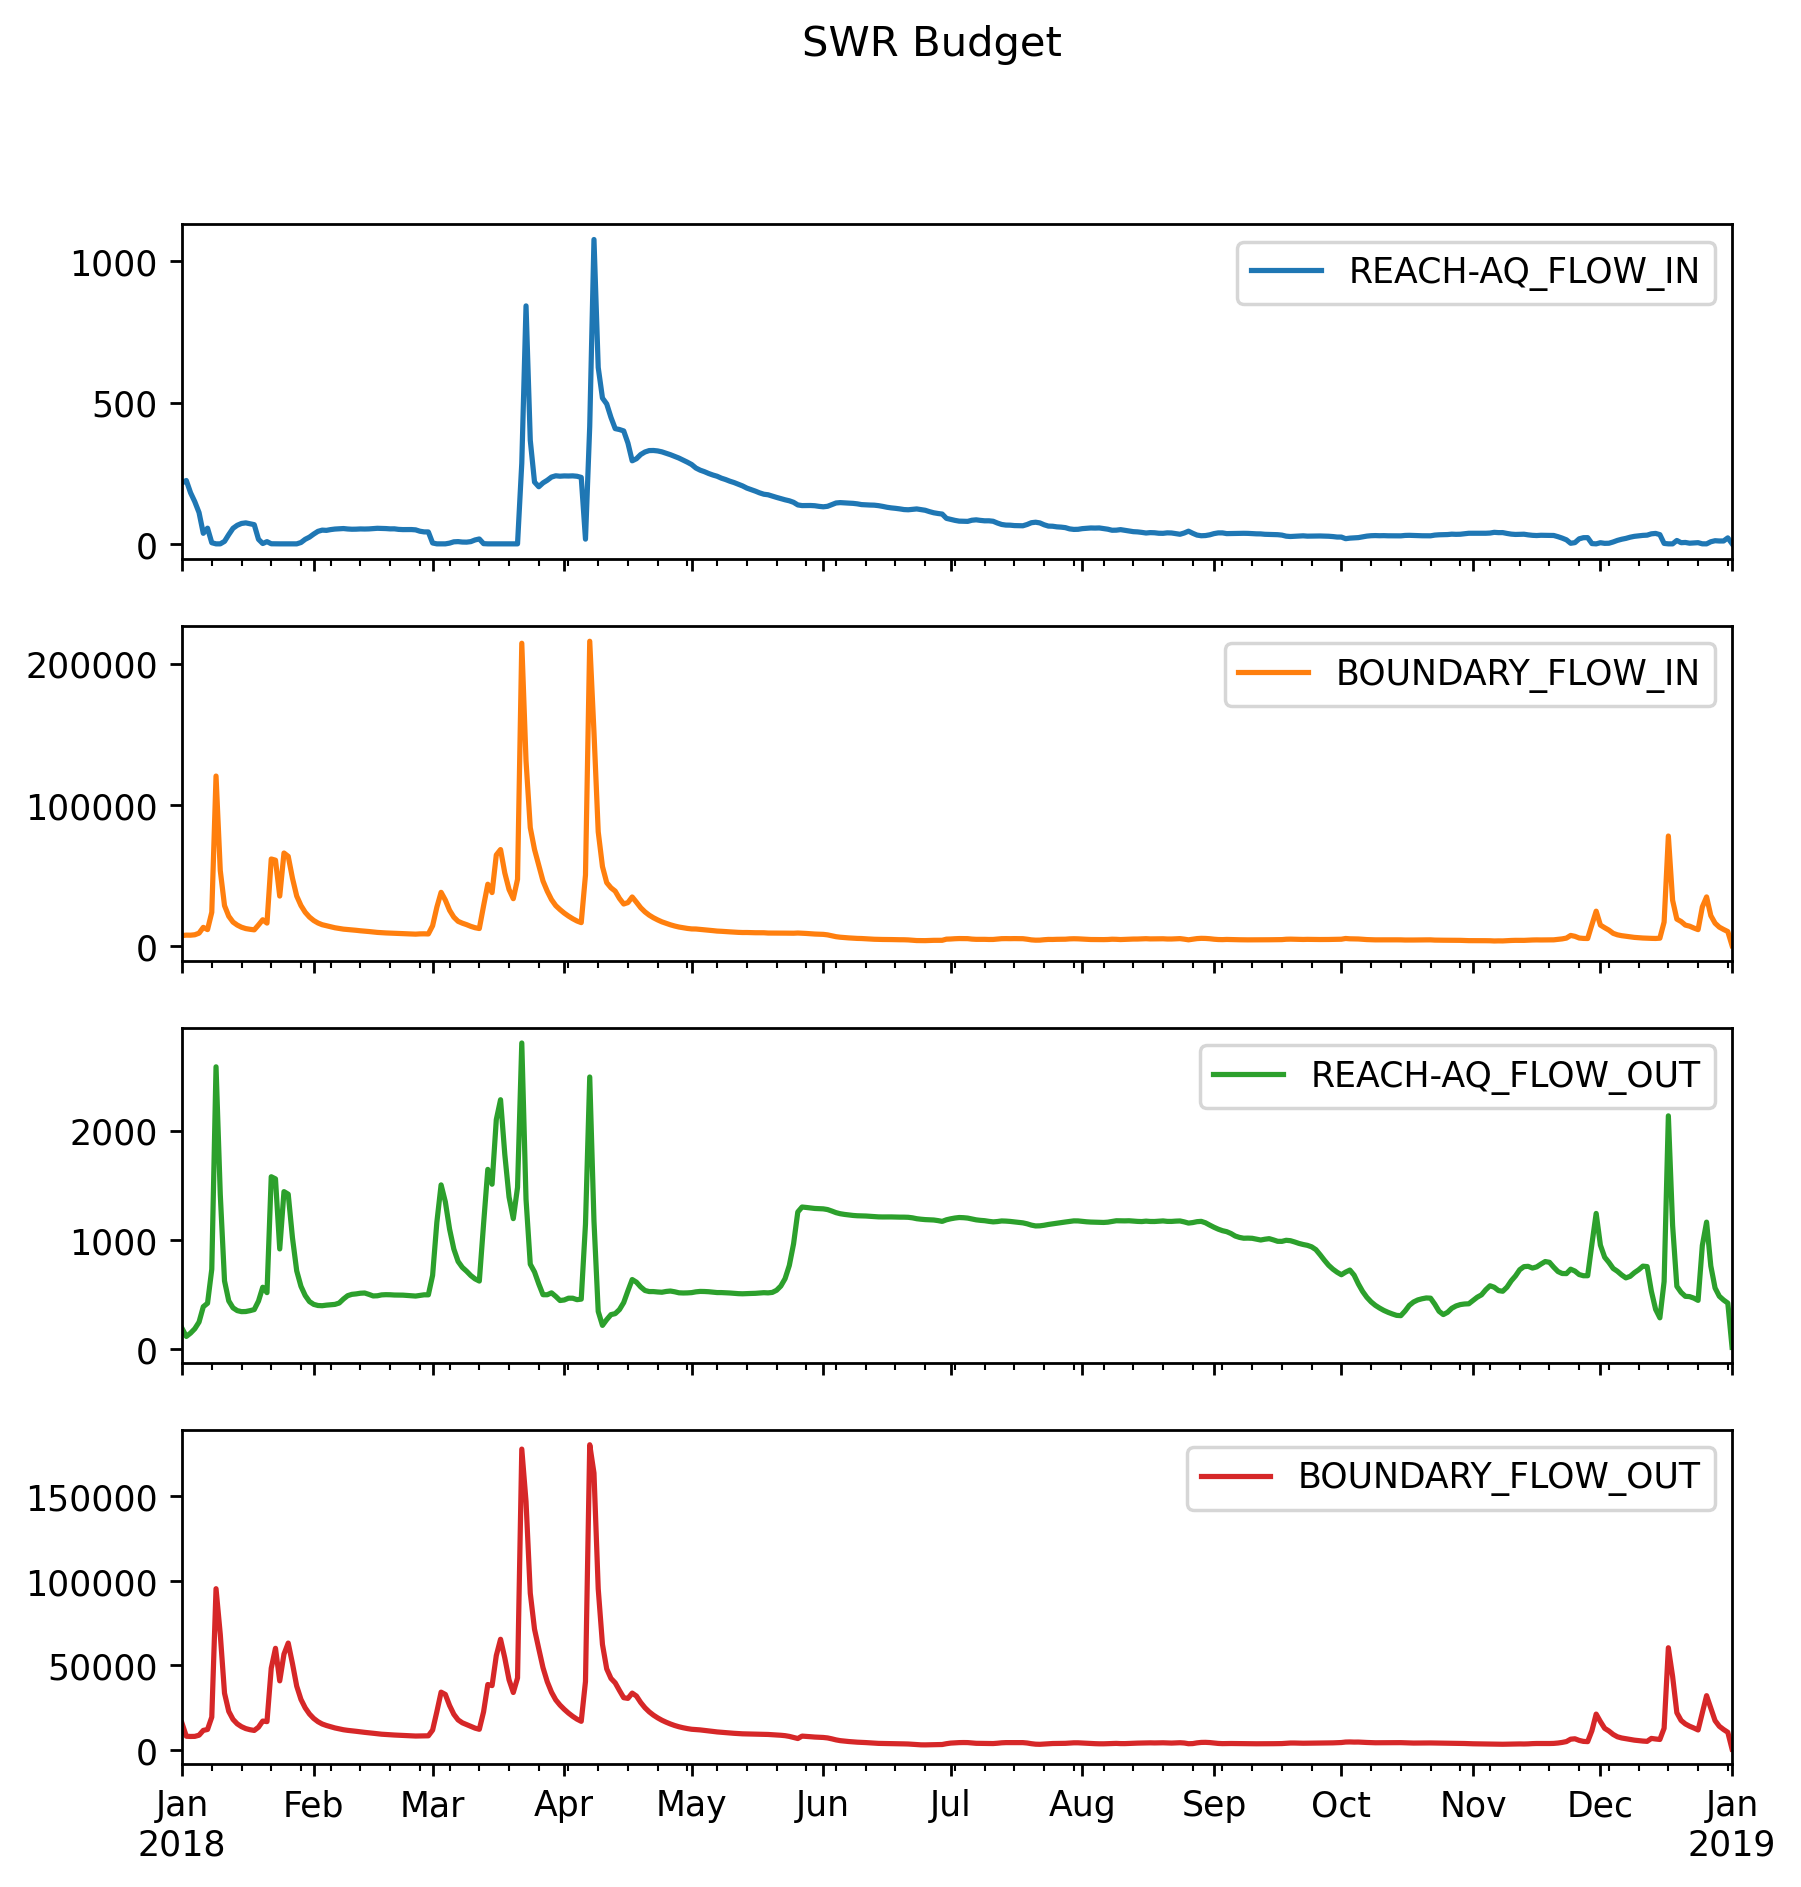 SWR Budget
1000
500
0
REACH-AQ_FLOW_IN
200000
100000
0
BOUNDARY_FLOW_IN
2000
1000
0
REACH-AQ_FLOW_OUT
150000
100000
50000
0
BOUNDARY_FLOW_OUT
Jan Feb Mar Apr May Jun Jul Aug Sep Oct Nov Dec Jan
2018 2019